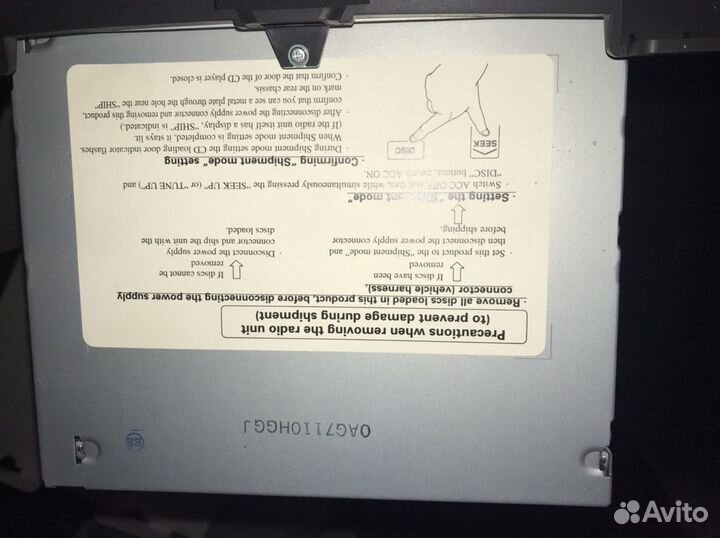 0AG7110HGGJ
Precautions when removing the radio unit
(to prevent damage during shipment)
· Remove all discs loaded in this product, before disconnecting the power supply
connector (vehicle harness).
If discs have been
removed
· Set this product to the "Shipment mode" and
then disconnect the power supply connector
before shipping.
If discs cannot be
removed
· Disconnect the power supply
connector and ship the unit with the
discs loaded.
Setting the "Shipment mode"
· Switch ACC OFF, and then, while simultaneously pressing the "SEEK UP" (or "TUNE UP") and
"DISC" buttons, switch ACC ON.
· Confirming "Shipment mode" setting
· During Shipment mode setting the CD loading door indicator flashes.
When Shipment mode setting is completed, it stays lit.
(If the radio unit itself has a display, "SHIP" is indicated.)
· After disconnecting the power supply connector and removing this product,
confirm that you can see a metal plate through the hole near the "SHIP"
mark on the rear chassis.
· Confirm that the door of the CD player is closed.
SEEK
DISC
Avito